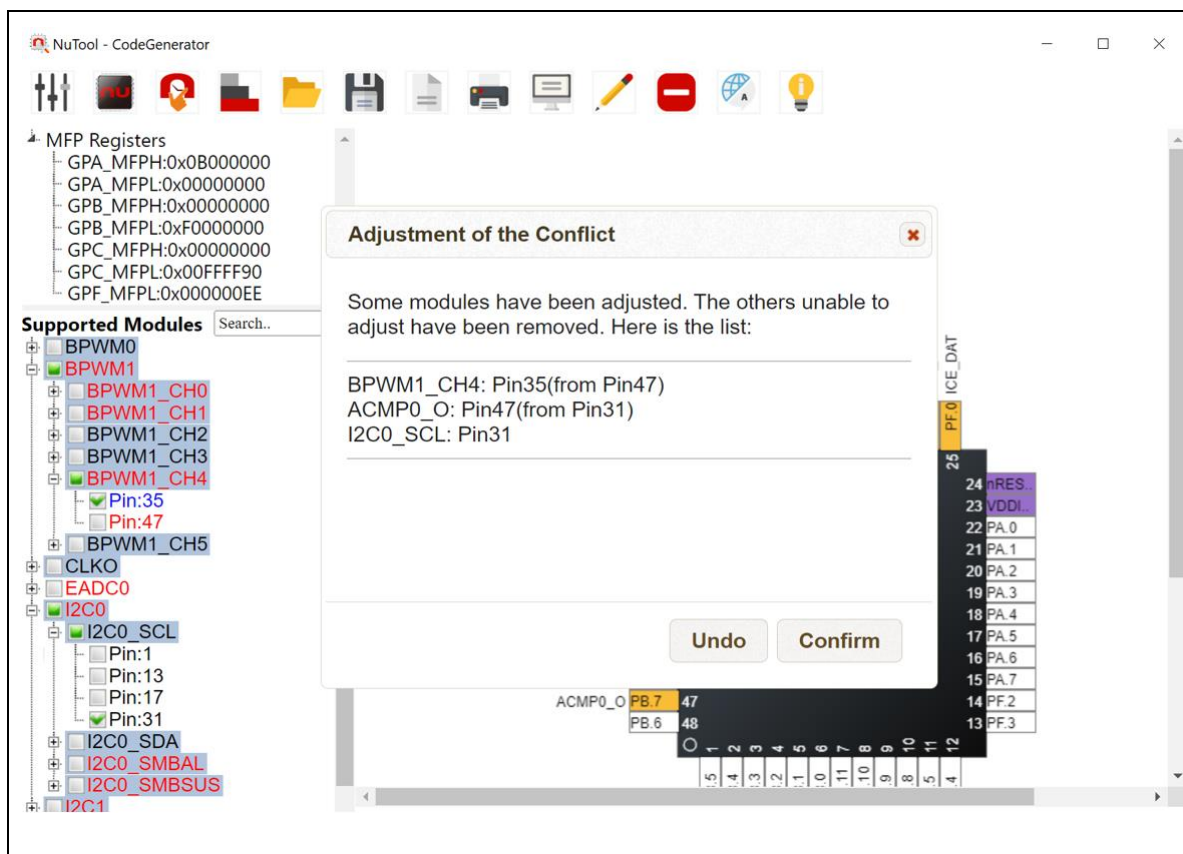 NuTool - CodeGenerator
nu
A
MFP Registers
GPA_MFPH:0x0B000000
GPA_MFPL:0x00000000
GPB_MFPH:0x00000000
GPB_MFPL:0xF0000000
GPC_MFPH:0x00000000
GPC_MFPL:0x00FFFF90
GPF_MFPL:0x000000EE
Supported Modules Search..
BPWM0
BPWM1
BPWM1_CH0
BPWM1_CH1
BPWM1_CH2
BPWM1_CH3
BPWM1_CH4
Pin:35
Pin:47
BPWM1_CH5
CLKO
EADC0
I2C0
I2C0_SCL
Pin:1
Pin:13
Pin:17
Pin:31
I2C0_SDA
I2C0_SMBAL
I2C0_SMBSUS
I2C1
Adjustment of the Conflict
Some modules have been adjusted. The others unable to
adjust have been removed. Here is the list:
BPWM1_CH4: Pin35(from Pin47)
ACMP0_O: Pin47(from Pin31)
I2C0_SCL: Pin31
Undo Confirm
ICE_DAT
PF.0
25
24 nRES..
23 VDDI..
22 PA.0
21 PA.1
20 PA.2
19 PA.3
18 PA.4
17 PA.5
16 PA.6
15 PA.7
14 PF.2
13 PF.3
ACMP0_O PB.7 47
PB.6 48
1 2 3 4 5 6 7 8 9 10 11 12